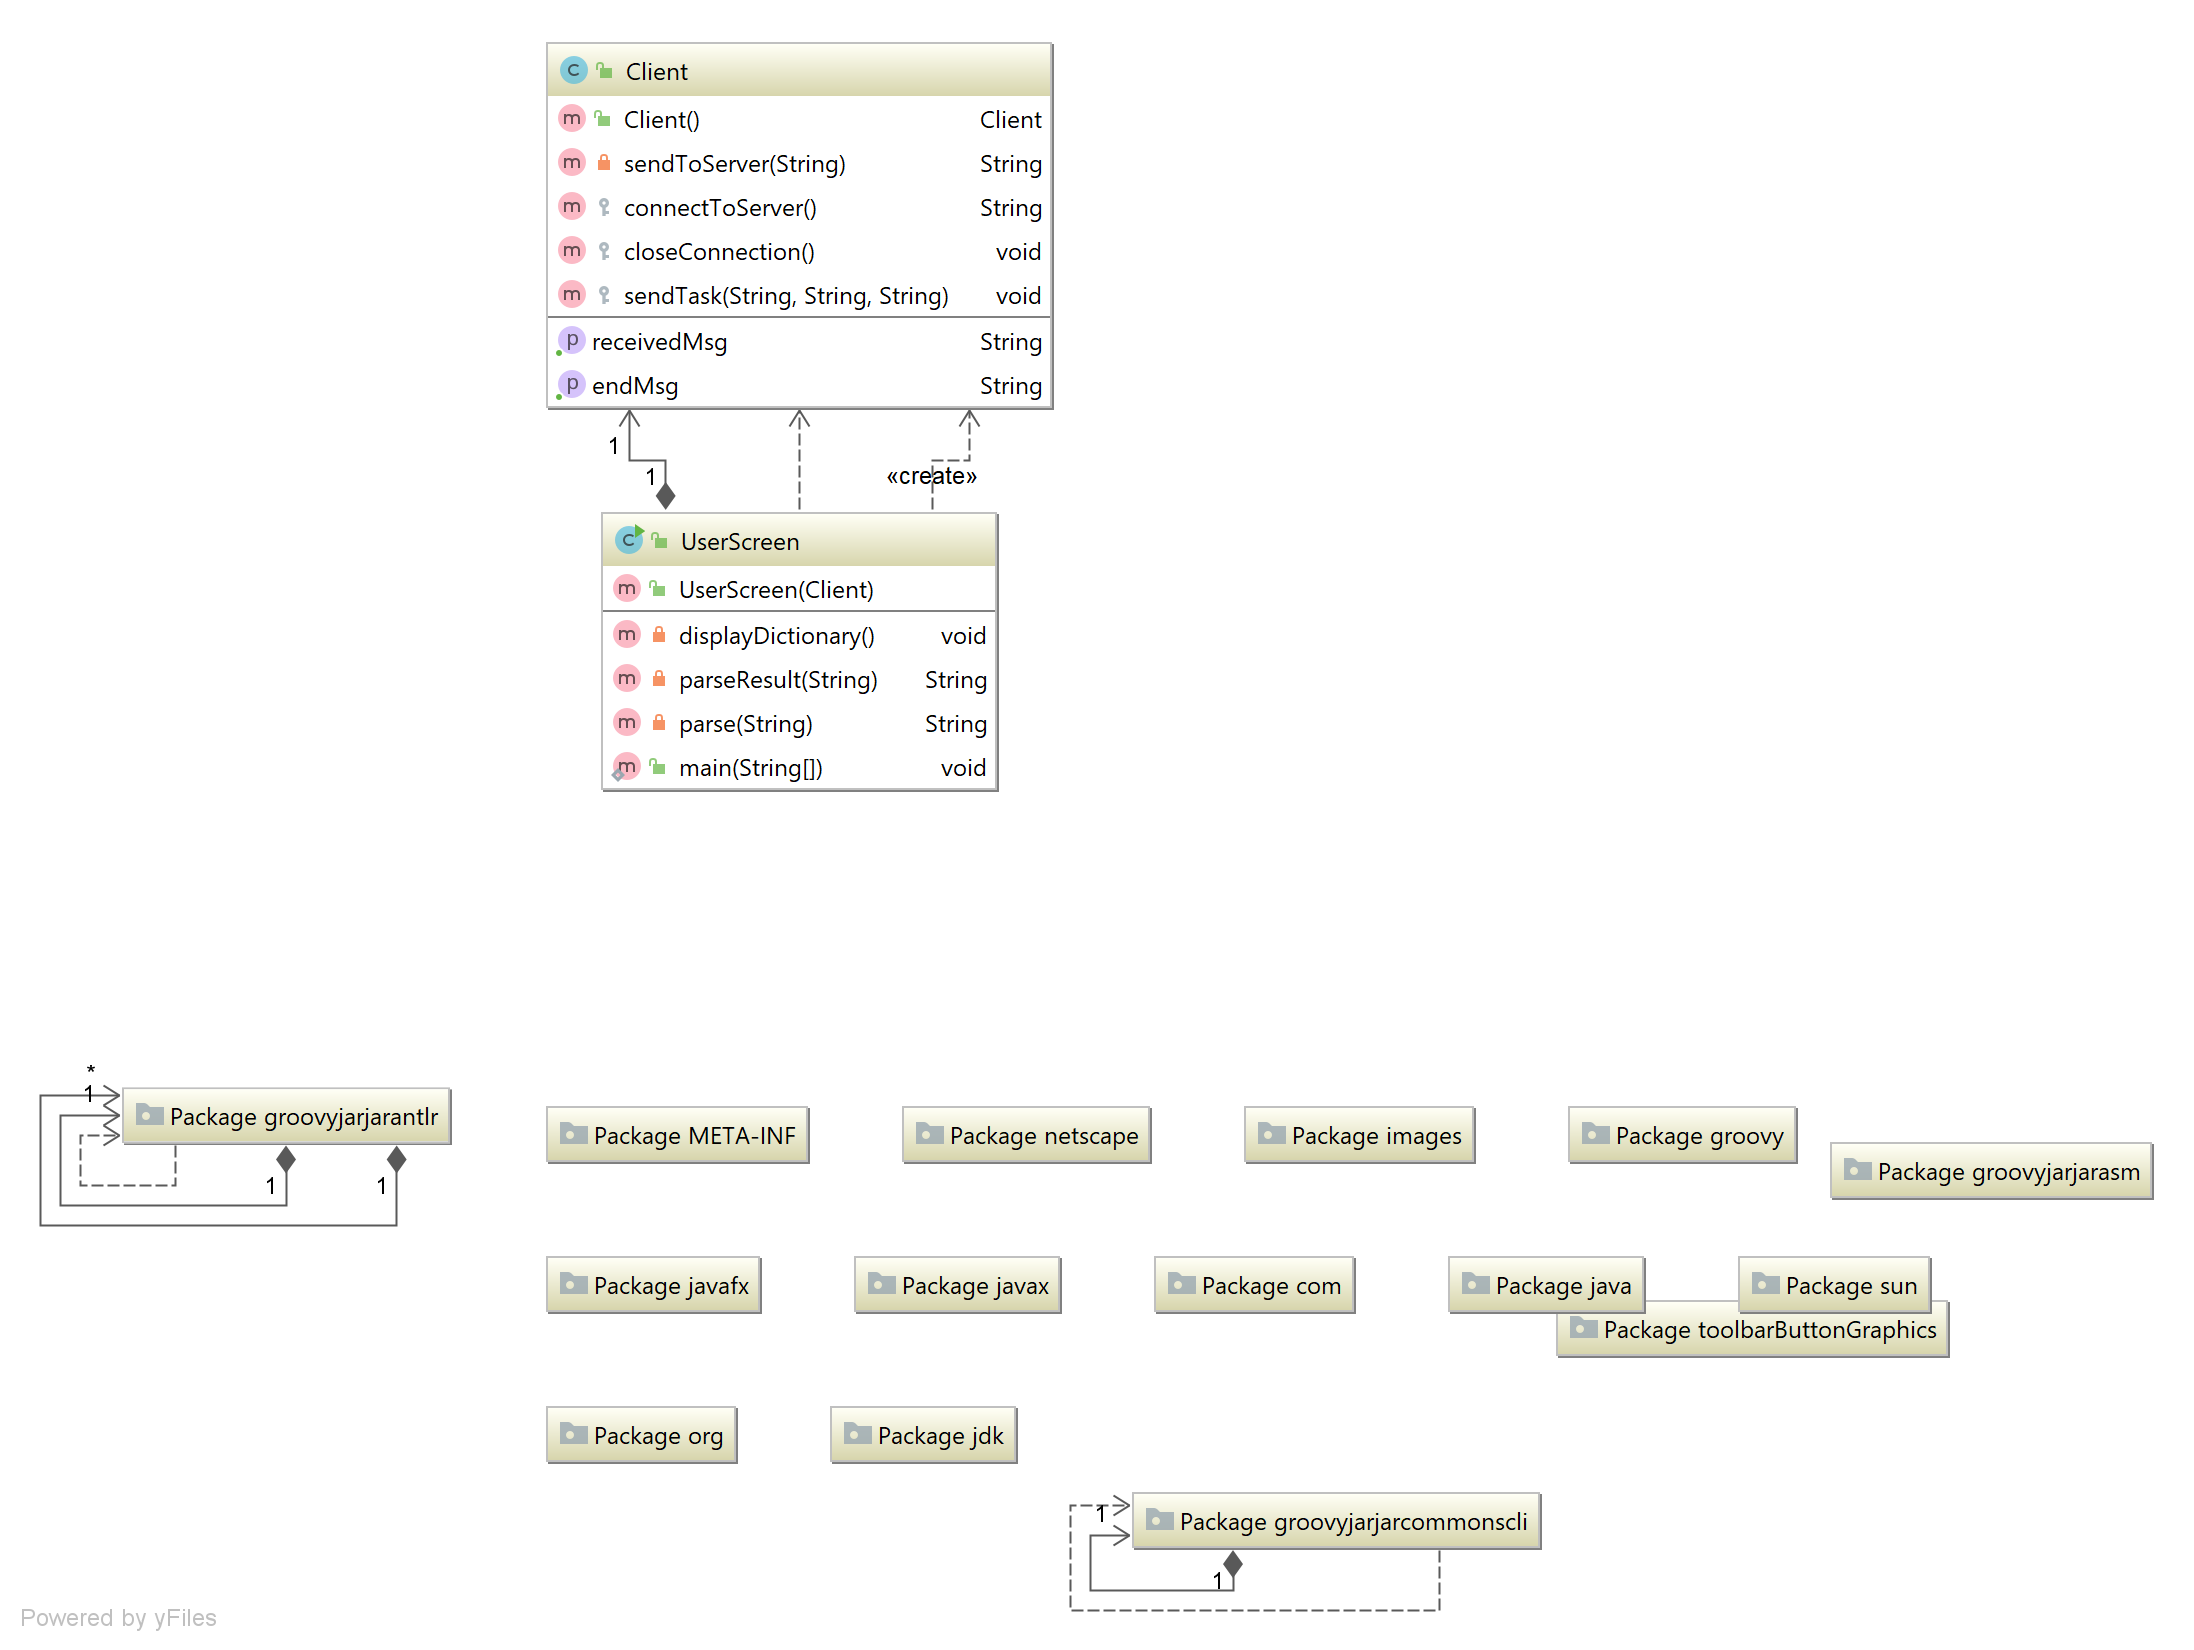 Client
Client() Client
sendToServer(String) String
connectToServer() String
closeConnection() void
sendTask(String, String, String) void
receivedMsg String
endMsg String
1
1
«create»
UserScreen
UserScreen(Client)
displayDictionary() void
parseResult(String) String
parse(String) String
main(String[]) void
*
1
Package groovyjarjarantlr
1 1
Package META-INF
Package netscape
Package images
Package groovy
Package groovyjarjarasm
Package javafx
Package javax
Package com
Package java
Package sun
Package toolbarButtonGraphics
Package org
Package jdk
1
Package groovyjarjarcommonscli
1
Powered by yFiles